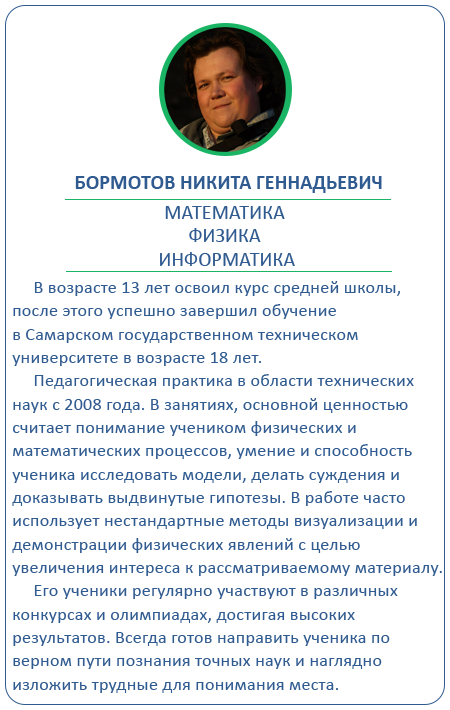 БОРМОТОВ НИКИТА ГЕННАДЬЕВИЧ
МАТЕМАТИКА
ФИЗИКА
ИНФОРМАТИКА
В возрасте 13 лет освоил курс средней школы,
после этого успешно завершил обучение
в Самарском государственном техническом
университете в возрасте 18 лет.
Педагогическая практика в области технических
наук с 2008 года. В занятиях, основной ценностью
считает понимание учеником физических и
математических процессов, умение и способность
ученика исследовать модели, делать суждения и
доказывать выдвинутые гипотезы. В работе часто
использует нестандартные методы визуализации и
демонстрации физических явлений с целью
увеличения интереса к рассматриваемому материалу.
Его ученики регулярно участвуют в различных
конкурсах и олимпиадах, достигая высоких
результатов. Всегда готов направить ученика по
верном пути познания точных наук и наглядно
изложить трудные для понимания места.